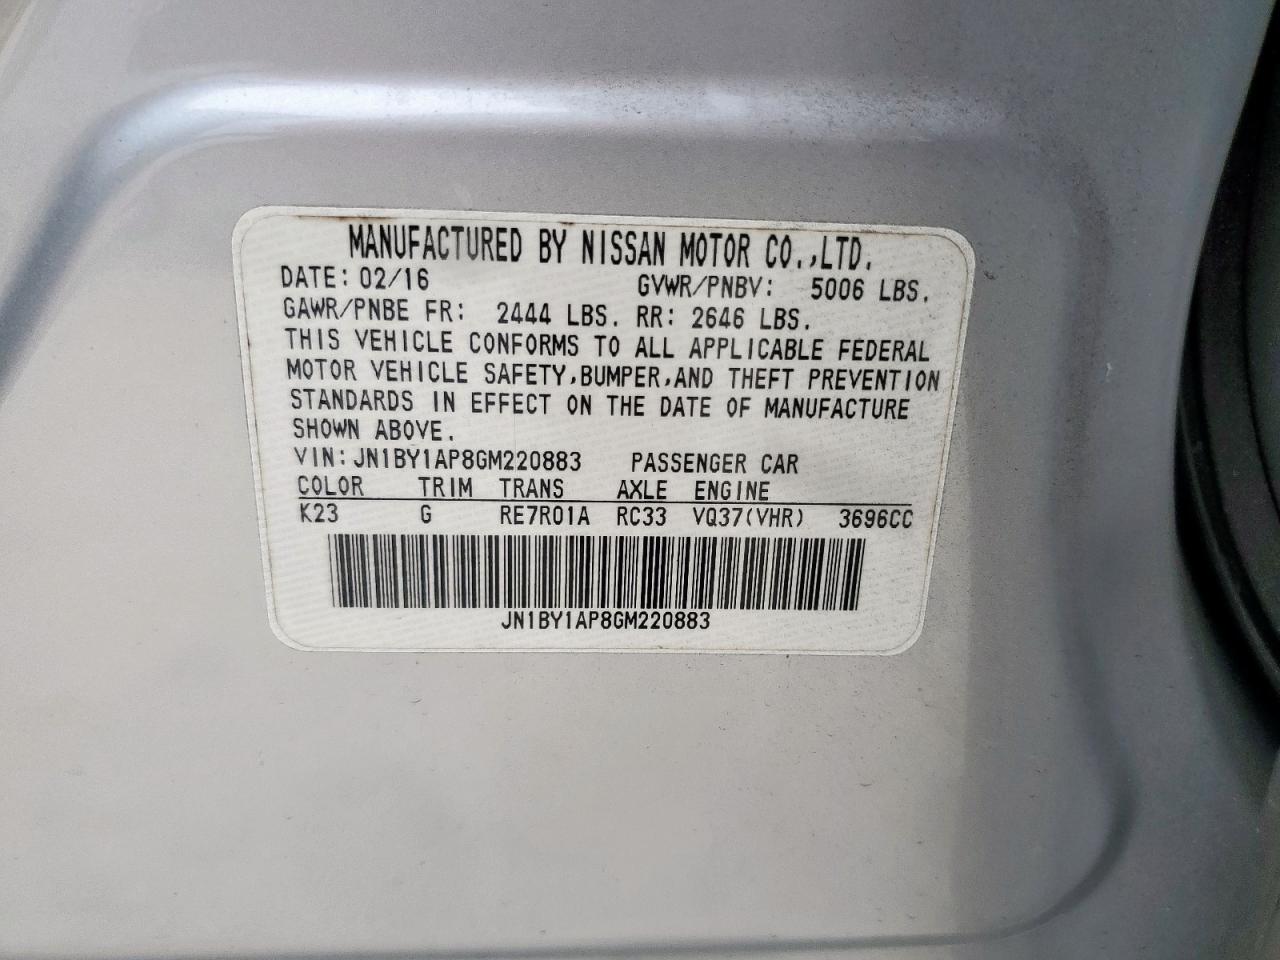 MANUFACTURED BY NISSAN MOTOR CO.,LTD.
DATE: 02/16 GVWR/PNBV: 5006 LBS.
GAWR/PNBE FR: 2444 LBS. RR: 2646 LBS.
THIS VEHICLE CONFORMS TO ALL APPLICABLE FEDERAL
MOTOR VEHICLE SAFETY,BUMPER,AND THEFT PREVENTION
STANDARDS IN EFFECT ON THE DATE OF MANUFACTURE
SHOWN ABOVE.
VIN: JN1BY1AP8GM220883 PASSENGER CAR
COLOR TRIM TRANS AXLE ENGINE
K23 G RE7R01A RC33 VQ37(VHR) 3696CC
JN1BY1AP8GM220883